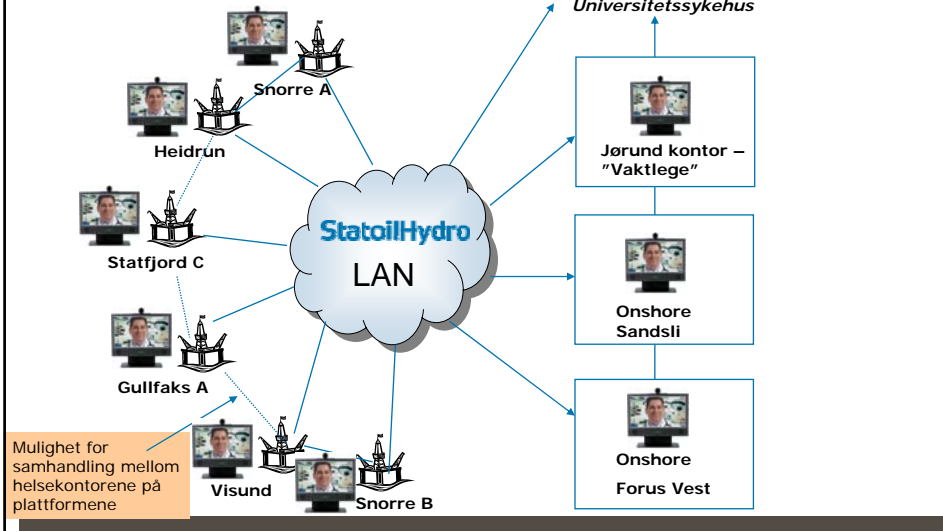 Universitetssykehus
Snorre A
Heidrun
Statfjord C
Gullfaks A
Visund
Snorre B
StatoilHydro
LAN
Jørund kontor –
”Vaktlege”
Onshore
Sandsli
Onshore
Forus Vest
Mulighet for
samhandling mellom
helsekontorene på
plattformene